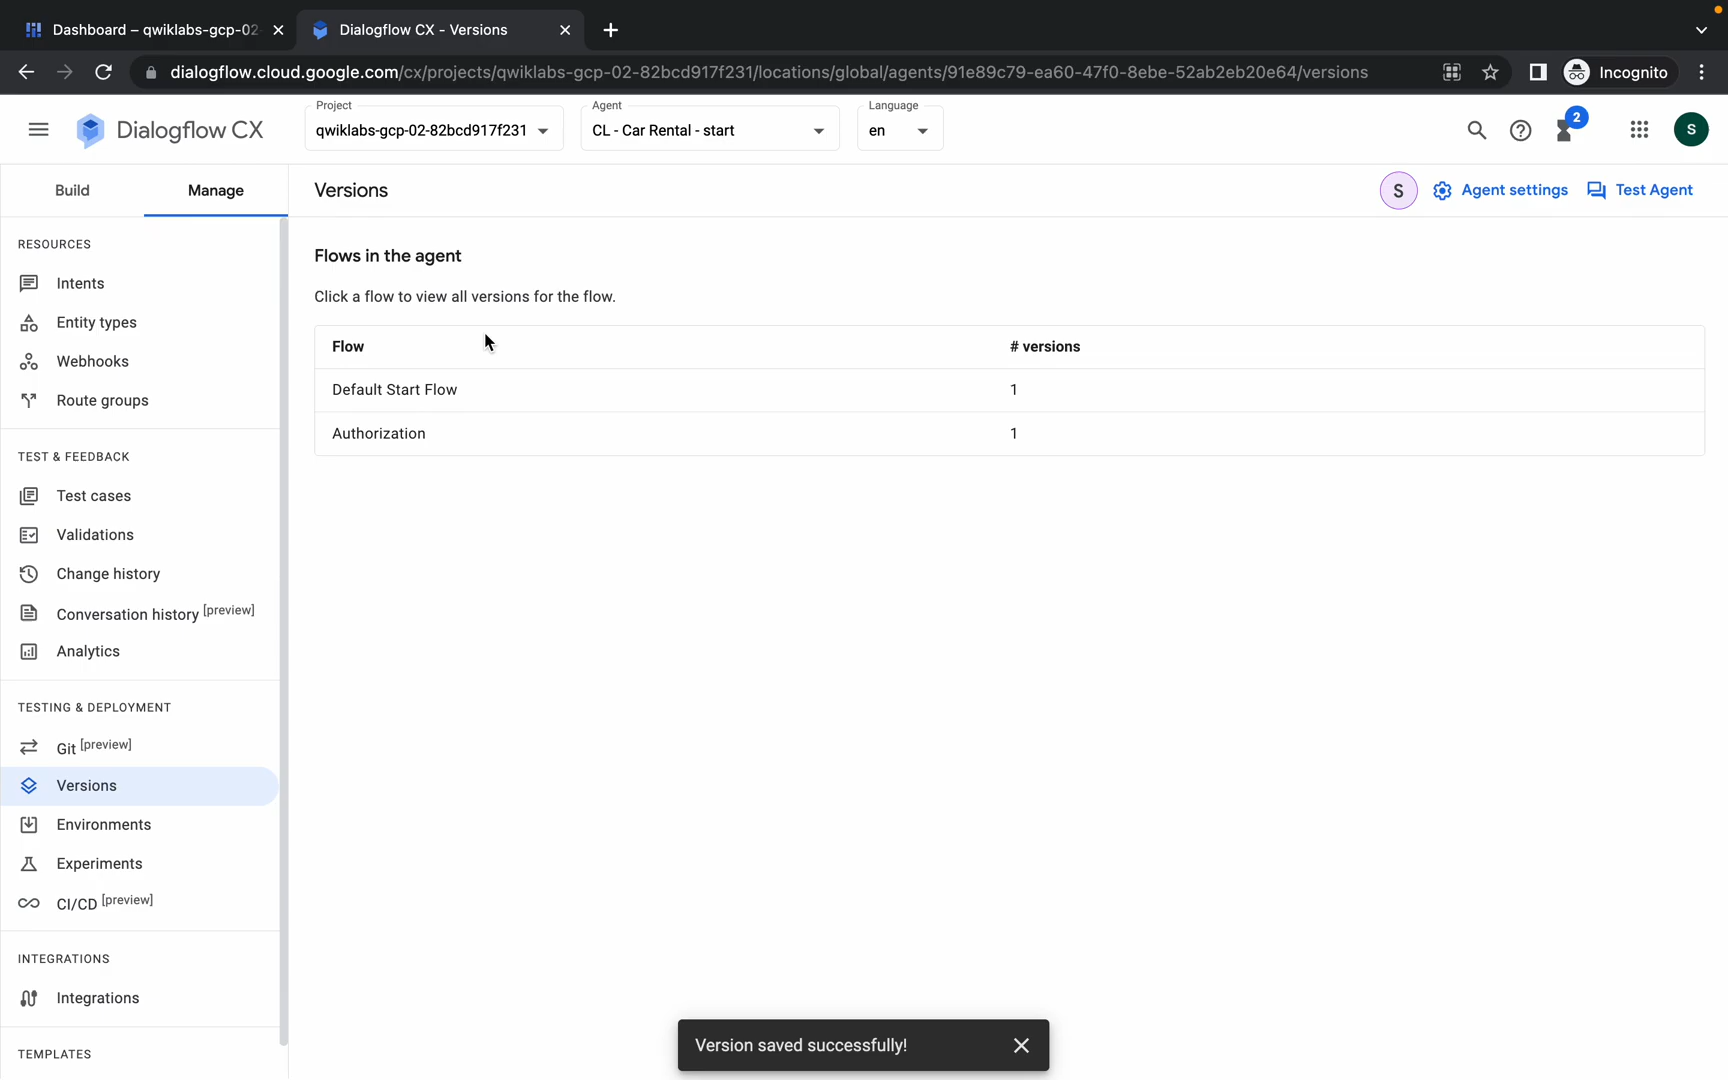 Dashboard – qwiklabs-gcp-02
Dialogflow CX - Versions
dialogflow.cloud.google.com/cx/projects/qwiklabs-gcp-02-82bcd917f231/locations/global/agents/91e89c79-ea60-47f0-8ebe-52ab2eb20e64/versions
Incognito
Dialogflow CX
Project
qwiklabs-gcp-02-82bcd917f231
Agent
CL - Car Rental - start
Language
en
2
S
Build
Manage
Versions
S
Agent settings
Test Agent
RESOURCES
Intents
Entity types
Webhooks
Route groups
TEST & FEEDBACK
Test cases
Validations
Change history
Conversation history [preview]
Analytics
TESTING & DEPLOYMENT
Git [preview]
Versions
Environments
Experiments
CI/CD [preview]
INTEGRATIONS
Integrations
TEMPLATES
Flows in the agent
Click a flow to view all versions for the flow.
Flow # versions
Default Start Flow 1
Authorization 1
Version saved successfully!